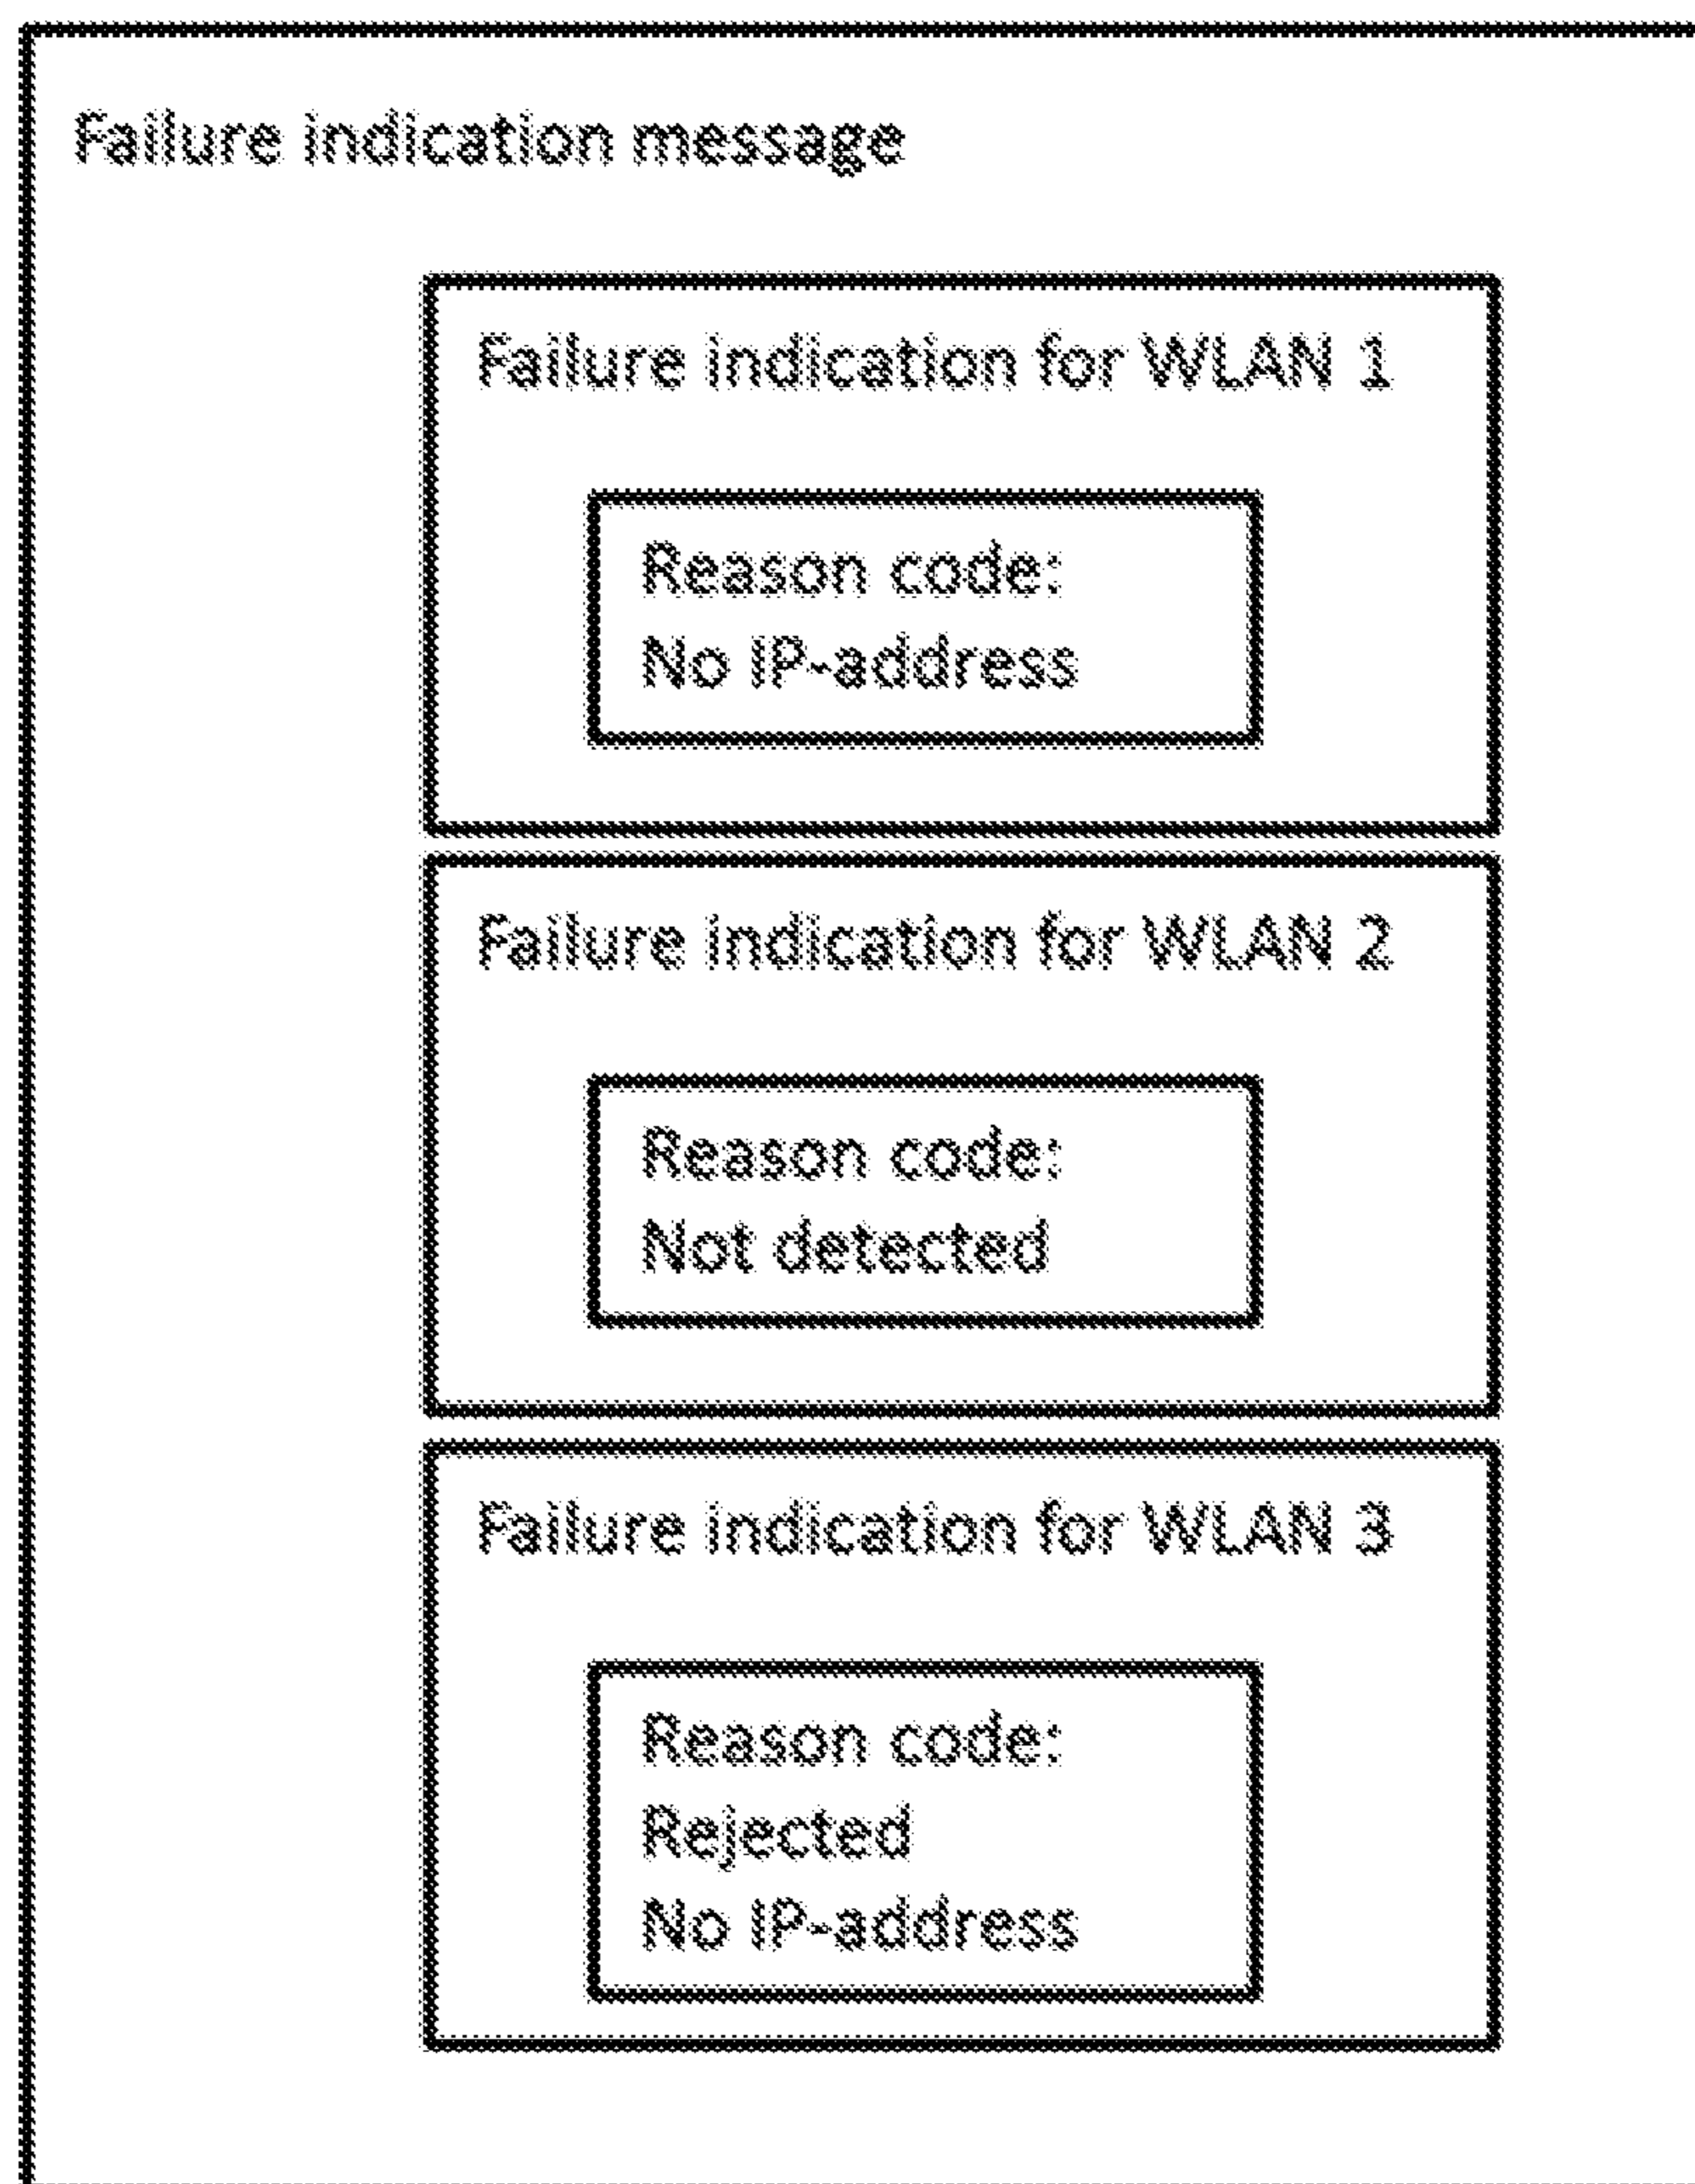 Failure indication message
Failure indication for WLAN 1
Reason code:
No IP-address
Failure indication for WLAN 2
Reason code:
Not detected
Failure indication for WLAN 3
Reason code:
Rejected
No IP-address